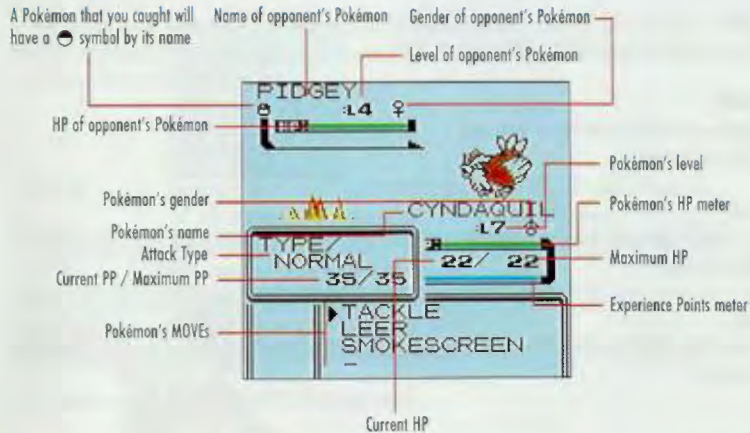 A Pokémon that you caught will
have a symbol by its name
Name of opponent's Pokémon
Gender of opponent's Pokémon
Level of opponent's Pokémon
PIDGEY
:L4 ♀
HP of opponent's Pokémon
Pokémon's level
Pokémon's gender
CYNDAQUIL
Pokémon's HP meter
Pokémon's name
:L7 ♂
Attack Type
TYPE/
NORMAL
22/ 22
Maximum HP
Current PP / Maximum PP
35/35
Experience Points meter
Pokémon's MOVEs
▶TACKLE
LEER
SMOKESCREEN
–
Current HP